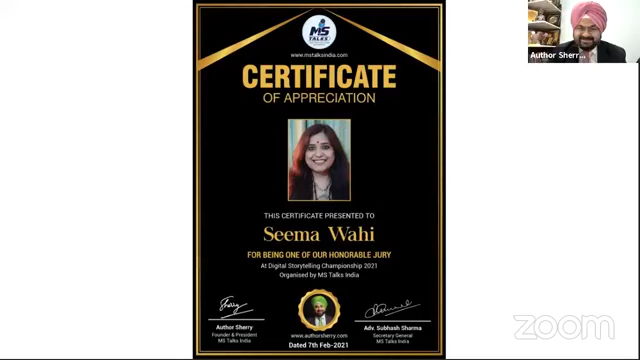 MS
TALKS
www.mstalksindia.com
CERTIFICATE
OF APPRECIATION
THIS CERTIFICATE PRESENTED TO
Seema Wahi
FOR BEING ONE OF OUR HONORABLE JURY
At Digital Storytelling Championship 2021
Organised by MS Talks India
Sherry
Author Sherry
Founder & President
MS Talks India
www.authorsherry.com
Dated 7th Feb-2021
Adv. Subhash Sharma
Secretary General
MS Talks India
Author Sherr...
zoom